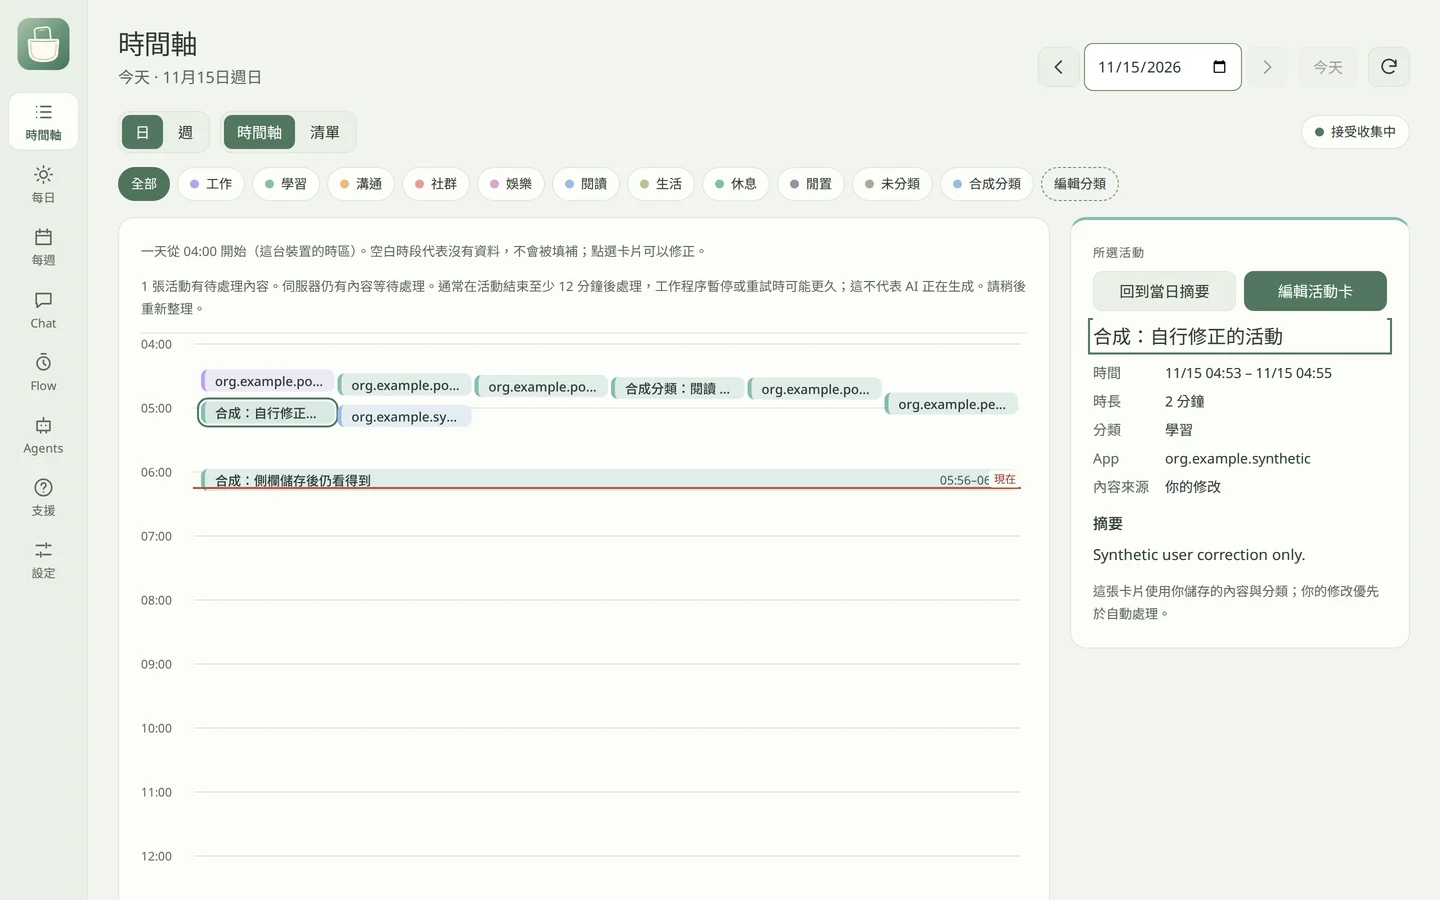 時間軸
今天 · 11月15日週日
11/15/2026
今天
日
週
時間軸
清單
接受收集中
全部
工作
學習
溝通
社群
娛樂
閱讀
生活
休息
閒置
未分類
合成分類
編輯分類
時間軸
每日
每週
Chat
Flow
Agents
支援
設定
一天從 04:00 開始（這台裝置的時區）。空白時段代表沒有資料，不會被填補；點選卡片可以修正。
1 張活動有待處理內容。伺服器仍有內容等待處理。通常在活動結束至少 12 分鐘後處理，工作程序暫停或重試時可能更久；這不代表 AI 正在生成。請稍後
重新整理。
04:00
org.example.po...
org.example.po...
org.example.po...
合成分類：閱讀 ...
org.example.po...
org.example.pe...
05:00
合成：自行修正...
org.example.sy...
06:00
合成：側欄儲存後仍看得到
05:56–06
現在
07:00
08:00
09:00
10:00
11:00
12:00
所選活動
回到當日摘要
編輯活動卡
合成：自行修正的活動
時間 11/15 04:53 – 11/15 04:55
時長 2 分鐘
分類 學習
App org.example.synthetic
內容來源 你的修改
摘要
Synthetic user correction only.
這張卡片使用你儲存的內容與分類；你的修改優先
於自動處理。